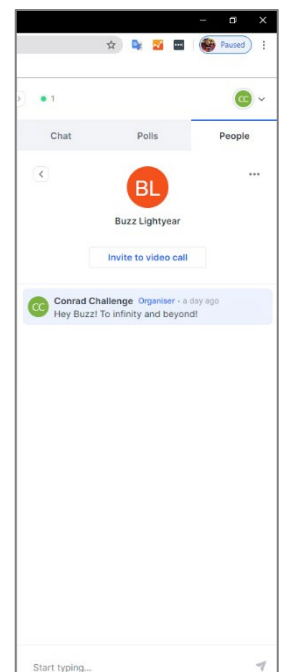 Paused
1
CC
Chat Polls People
BL
Buzz Lightyear
Invite to video call
CC
Conrad Challenge Organiser - a day ago
Hey Buzz! To infinity and beyond!
Start typing...